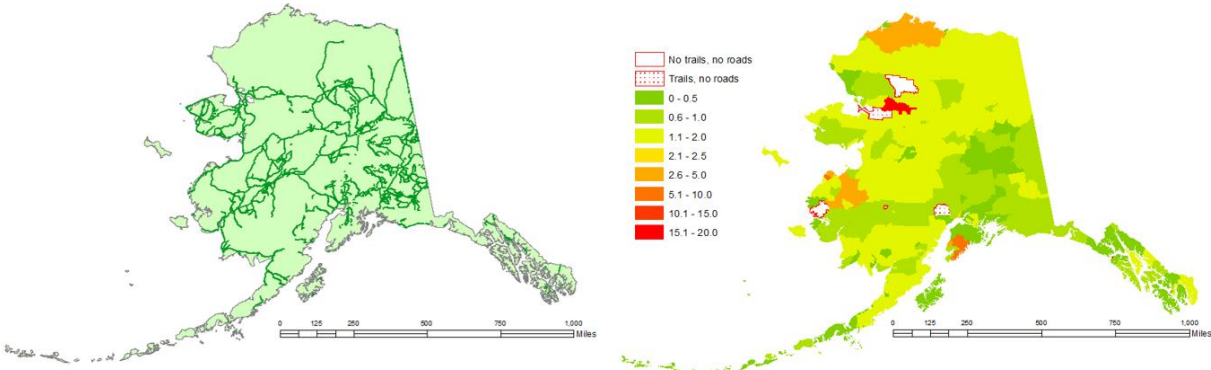 0 125 250 500 750 1,000
Miles
No trails, no roads
Trails, no roads
0 - 0.5
0.6 - 1.0
1.1 - 2.0
2.1 - 2.5
2.6 - 5.0
5.1 - 10.0
10.1 - 15.0
15.1 - 20.0
0 125 250 500 750 1,000
Miles